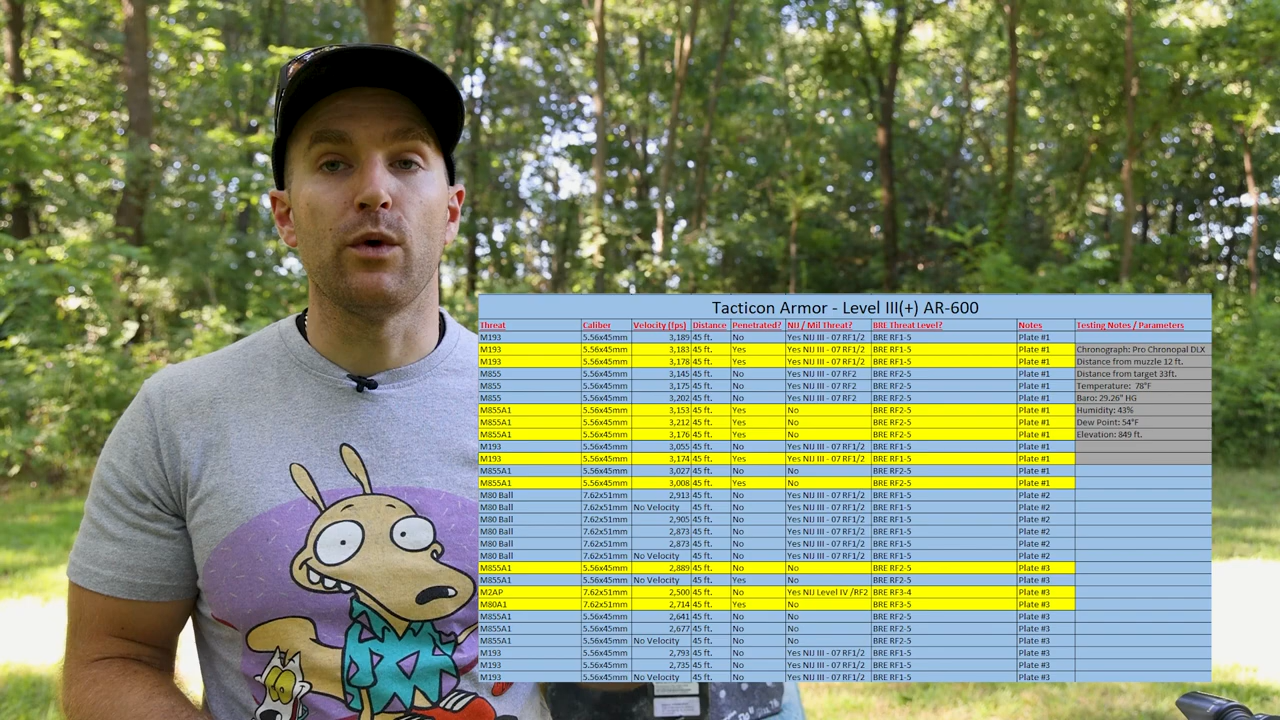 Tacticon Armor - Level III(+) AR-600
Threat Caliber Velocity (fps) Distance Penetrated? NIJ / Mil Threat? BRE Threat Level? Notes Testing Notes / Parameters
M193 5.56x45mm 3,189 45 ft. No Yes NIJ III - 07 RF1/2 BRE RF1-5 Plate #1
M193 5.56x45mm 3,183 45 ft. Yes Yes NIJ III - 07 RF1/2 BRE RF1-5 Plate #1 Chronograph: Pro Chronopal DLX
M193 5.56x45mm 3,178 45 ft. Yes Yes NIJ III - 07 RF1/2 BRE RF1-5 Plate #1 Distance from muzzle 12 ft.
M855 5.56x45mm 3,145 45 ft. No Yes NIJ III - 07 RF2 BRE RF2-5 Plate #1 Distance from target 33ft.
M855 5.56x45mm 3,175 45 ft. No Yes NIJ III - 07 RF2 BRE RF2-5 Plate #1 Temperature: 78°F
M855 5.56x45mm 3,202 45 ft. No Yes NIJ III - 07 RF2 BRE RF2-5 Plate #1 Baro: 29.26" HG
M855A1 5.56x45mm 3,153 45 ft. Yes No BRE RF2-5 Plate #1 Humidity: 43%
M855A1 5.56x45mm 3,212 45 ft. Yes No BRE RF2-5 Plate #1 Dew Point: 54°F
M855A1 5.56x45mm 3,176 45 ft. Yes No BRE RF2-5 Plate #1 Elevation: 849 ft.
M193 5.56x45mm 3,055 45 ft. No Yes NIJ III - 07 RF1/2 BRE RF1-5 Plate #1
M193 5.56x45mm 3,174 45 ft. Yes Yes NIJ III - 07 RF1/2 BRE RF1-5 Plate #1
M855A1 5.56x45mm 3,027 45 ft. No No BRE RF2-5 Plate #1
M855A1 5.56x45mm 3,008 45 ft. Yes No BRE RF2-5 Plate #1
M80 Ball 7.62x51mm 2,913 45 ft. No Yes NIJ III - 07 RF1/2 BRE RF1-5 Plate #2
M80 Ball 7.62x51mm No Velocity 45 ft. No Yes NIJ III - 07 RF1/2 BRE RF1-5 Plate #2
M80 Ball 7.62x51mm 2,905 45 ft. No Yes NIJ III - 07 RF1/2 BRE RF1-5 Plate #2
M80 Ball 7.62x51mm 2,873 45 ft. No Yes NIJ III - 07 RF1/2 BRE RF1-5 Plate #2
M80 Ball 7.62x51mm 2,873 45 ft. No Yes NIJ III - 07 RF1/2 BRE RF1-5 Plate #2
M80 Ball 7.62x51mm No Velocity 45 ft. No Yes NIJ III - 07 RF1/2 BRE RF1-5 Plate #2
M855A1 5.56x45mm 2,889 45 ft. No No BRE RF2-5 Plate #3
M855A1 5.56x45mm No Velocity 45 ft. Yes No BRE RF2-5 Plate #3
M2AP 7.62x51mm 2,500 45 ft. No Yes NIJ Level IV /RF2 BRE RF3-4 Plate #3
M80A1 7.62x51mm 2,714 45 ft. Yes No BRE RF3-5 Plate #3
M855A1 5.56x45mm 2,641 45 ft. No No BRE RF2-5 Plate #3
M855A1 5.56x45mm 2,677 45 ft. No No BRE RF2-5 Plate #3
M855A1 5.56x45mm No Velocity 45 ft. No No BRE RF2-5 Plate #3
M193 5.56x45mm 2,793 45 ft. No Yes NIJ III - 07 RF1/2 BRE RF1-5 Plate #3
M193 5.56x45mm 2,735 45 ft. No Yes NIJ III - 07 RF1/2 BRE RF1-5 Plate #3
M193 5.56x45mm No Velocity 45 ft. No Yes NIJ III - 07 RF1/2 BRE RF1-5 Plate #3